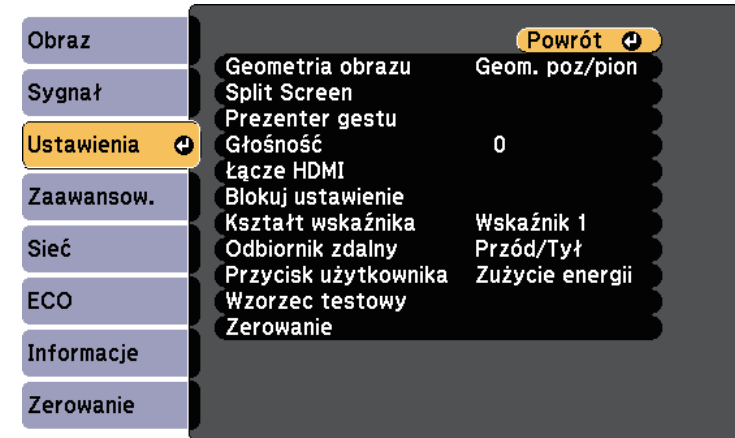 Obraz
Sygnał
Ustawienia
Zaawansow.
Sieć
ECO
Informacje
Zerowanie
Powrót
Geometria obrazu Geom. poz/pion
Split Screen
Prezenter gestu
Głośność 0
Łącze HDMI
Blokuj ustawienie
Kształt wskaźnika Wskaźnik 1
Odbiornik zdalny Przód/Tył
Przycisk użytkownika Zużycie energii
Wzorzec testowy
Zerowanie